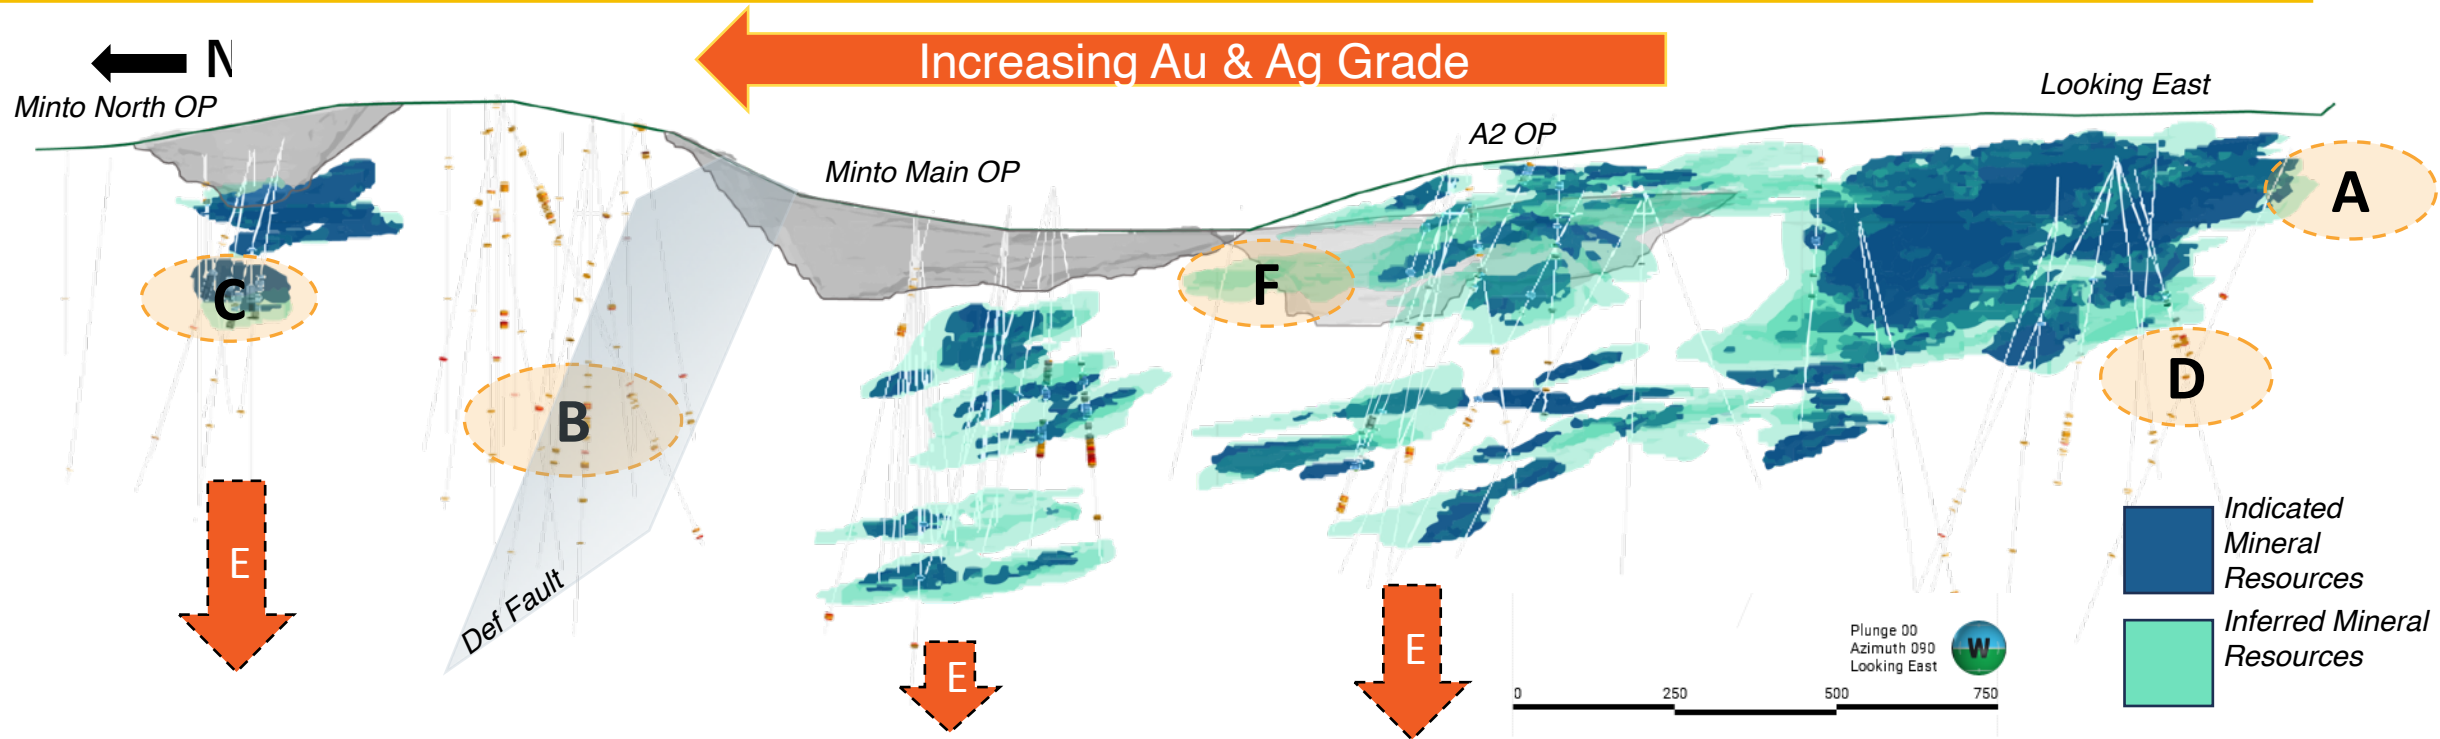 Increasing Au & Ag Grade
N
Looking East
Minto North OP
A2 OP
Minto Main OP
A
F
C
D
B
Indicated
Mineral
Resources
E
Def Fault
Inferred Mineral
Resources
Plunge 00
Azimuth 090
Looking East
W
E
E
0 250 500 750